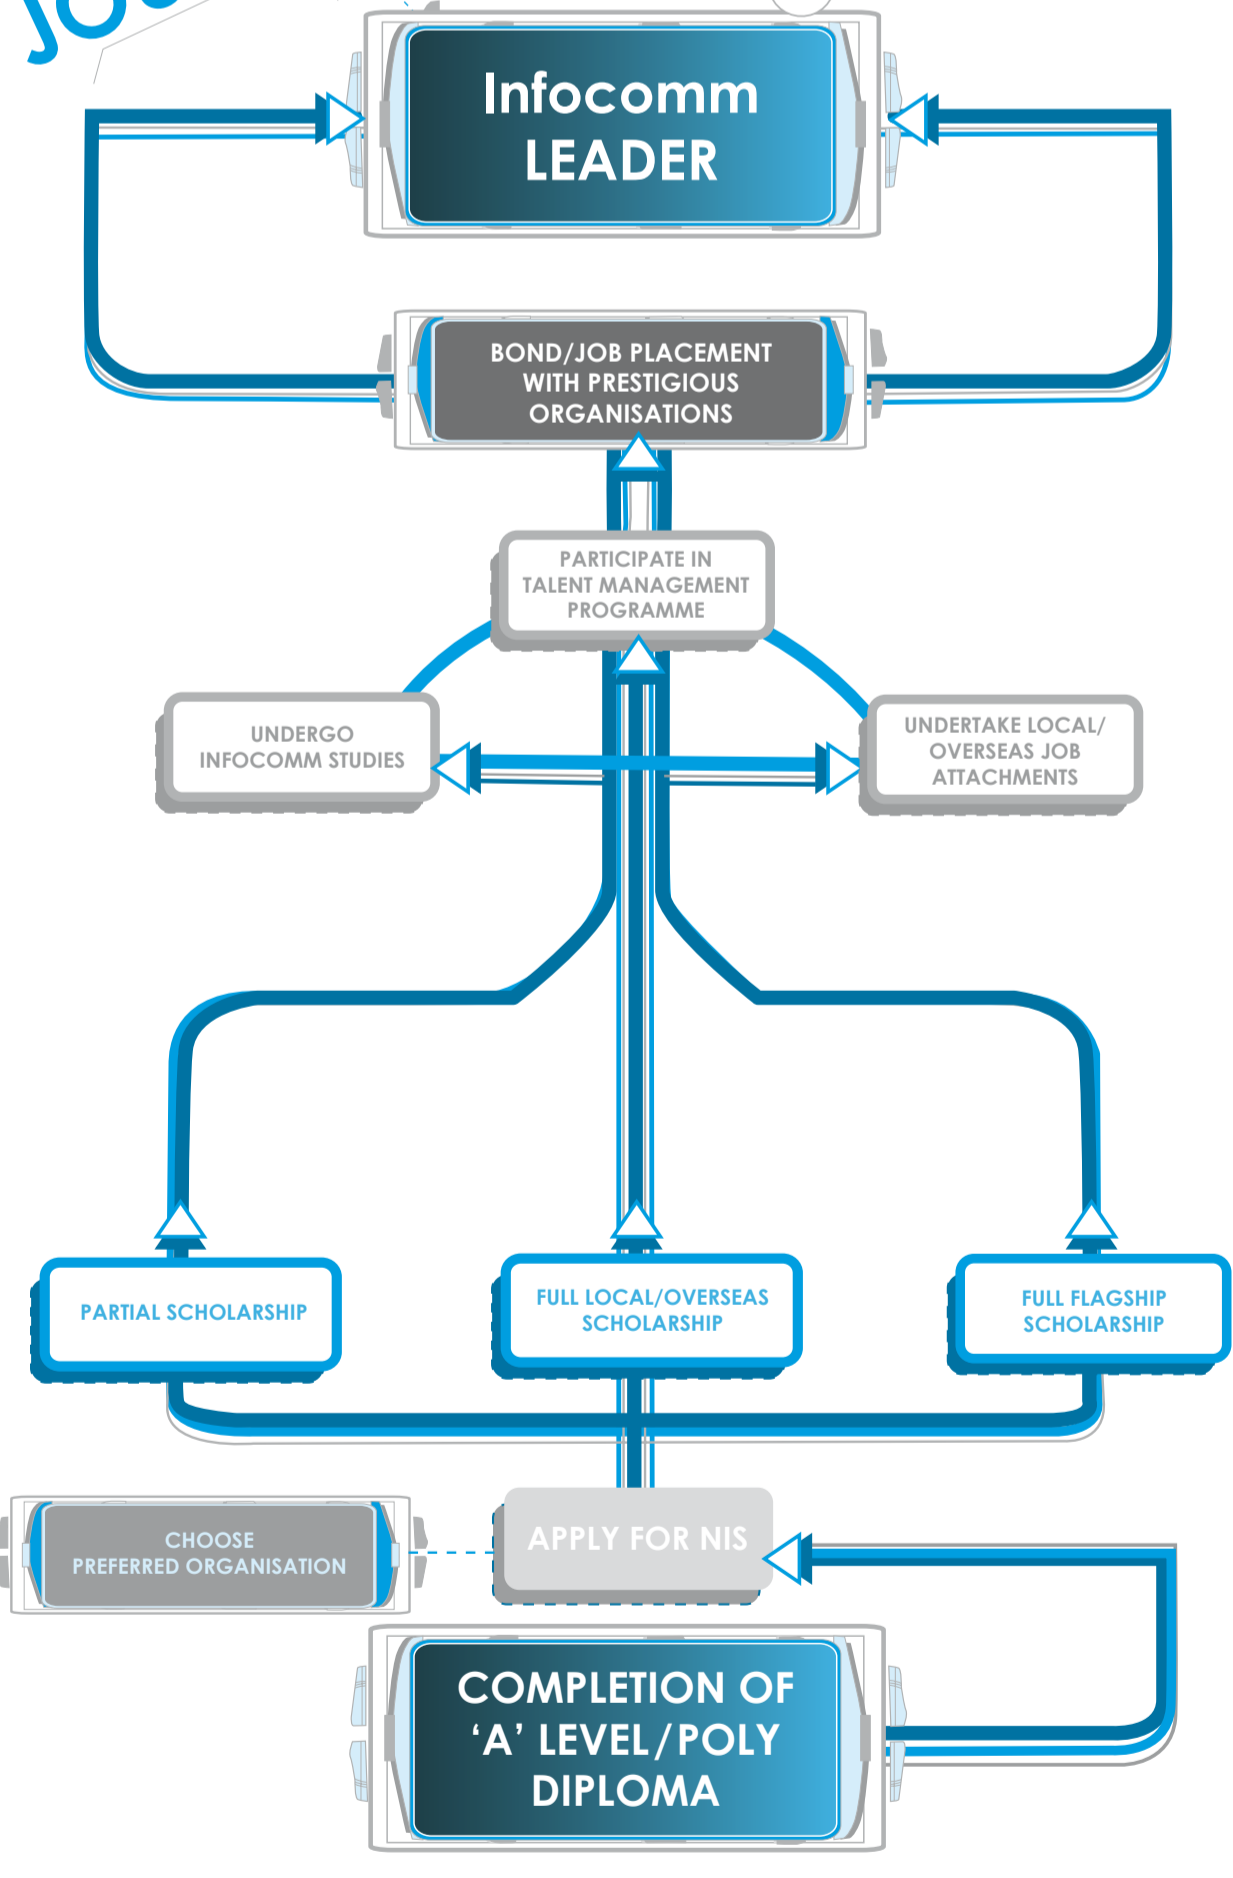 Infocomm
LEADER
BOND/JOB PLACEMENT
WITH PRESTIGIOUS
ORGANISATIONS
PARTICIPATE IN
TALENT MANAGEMENT
PROGRAMME
UNDERGO
INFOCOMM STUDIES
UNDERTAKE LOCAL/
OVERSEAS JOB
ATTACHMENTS
PARTIAL SCHOLARSHIP
FULL LOCAL/OVERSEAS
SCHOLARSHIP
FULL FLAGSHIP
SCHOLARSHIP
CHOOSE
PREFERRED ORGANISATION
APPLY FOR NIS
COMPLETION OF
‘A’ LEVEL/POLY
DIPLOMA